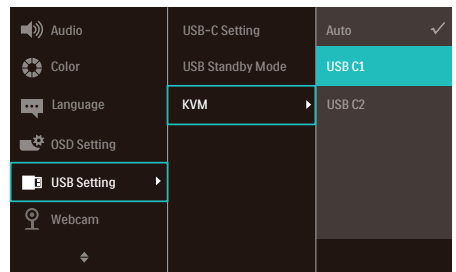 Audio
Color
Language
OSD Setting
USB Setting
Webcam
USB-C Setting
USB Standby Mode
KVM
Auto
USB C1
USB C2